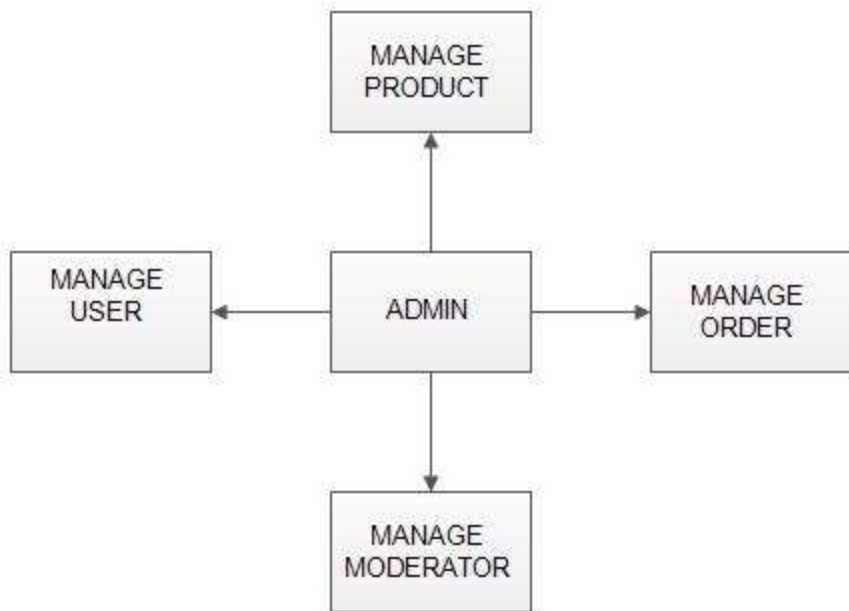 MANAGE
PRODUCT
MANAGE
USER
ADMIN
MANAGE
ORDER
MANAGE
MODERATOR